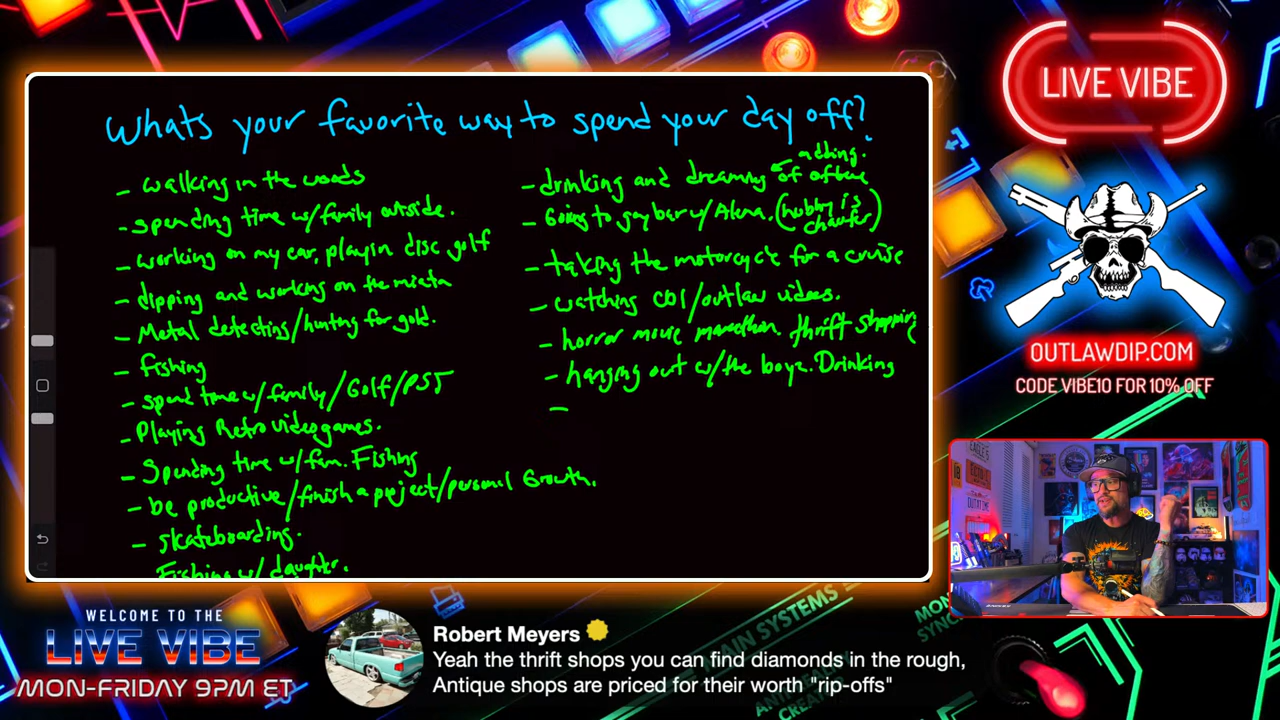 Whats your favorite way to spend your day off?
- walking in the woods
- spending time w/family outside.
- working on my car, playin disc golf
- dipping and working on the miata
- Metal detecting/hunting for gold.
- fishing
- spend time w/family/Golf/PS5
- Playing Retro videogames.
- Spending time w/fam. Fishing
- be productive/finish a project/personal Growth.
- skateboarding.
Fishing w/ daughter.
- drinking and dreaming of
- Going to gay bar w/
- taking the motorcycle for a cruise
- watching /outlaw videos.
- horror movie marathon. thrift shopping
- hanging out w/the boyz. Drinking
-
LIVE VIBE
OUTLAWDIP.COM
CODE VIBE10 FOR 10% OFF
WELCOME TO THE
LIVE VIBE
MON-FRIDAY 9PM ET
Robert Meyers
Yeah the thrift shops you can find diamonds in the rough,
Antique shops are priced for their worth "rip-offs"